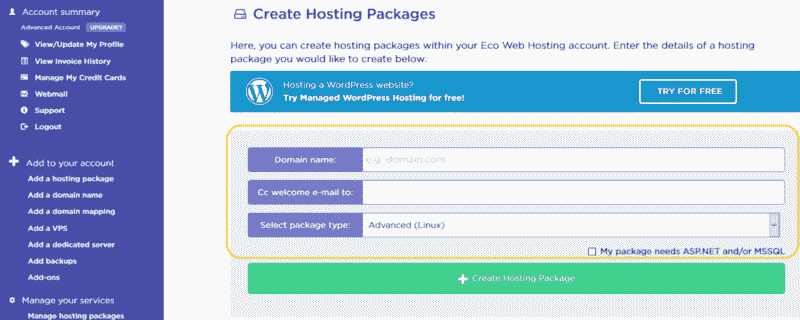 Account summary
Advanced Account UPGRADE?
View/Update My Profile
View Invoice History
Manage My Credit Cards
Webmail
Support
Logout
Add to your account
Add a hosting package
Add a domain name
Add a domain mapping
Add a VPS
Add a dedicated server
Add backups
Add-ons
Manage your services
Manage hosting packages
Create Hosting Packages
Here, you can create hosting packages within your Eco Web Hosting account. Enter the details of a hosting
package you would like to create below.
Hosting a WordPress website?
Try Managed WordPress Hosting for free!
TRY FOR FREE
Domain name: e.g. domain.com
Cc welcome e-mail to:
Select package type: Advanced (Linux)
My package needs ASP.NET and/or MSSQL
Create Hosting Package